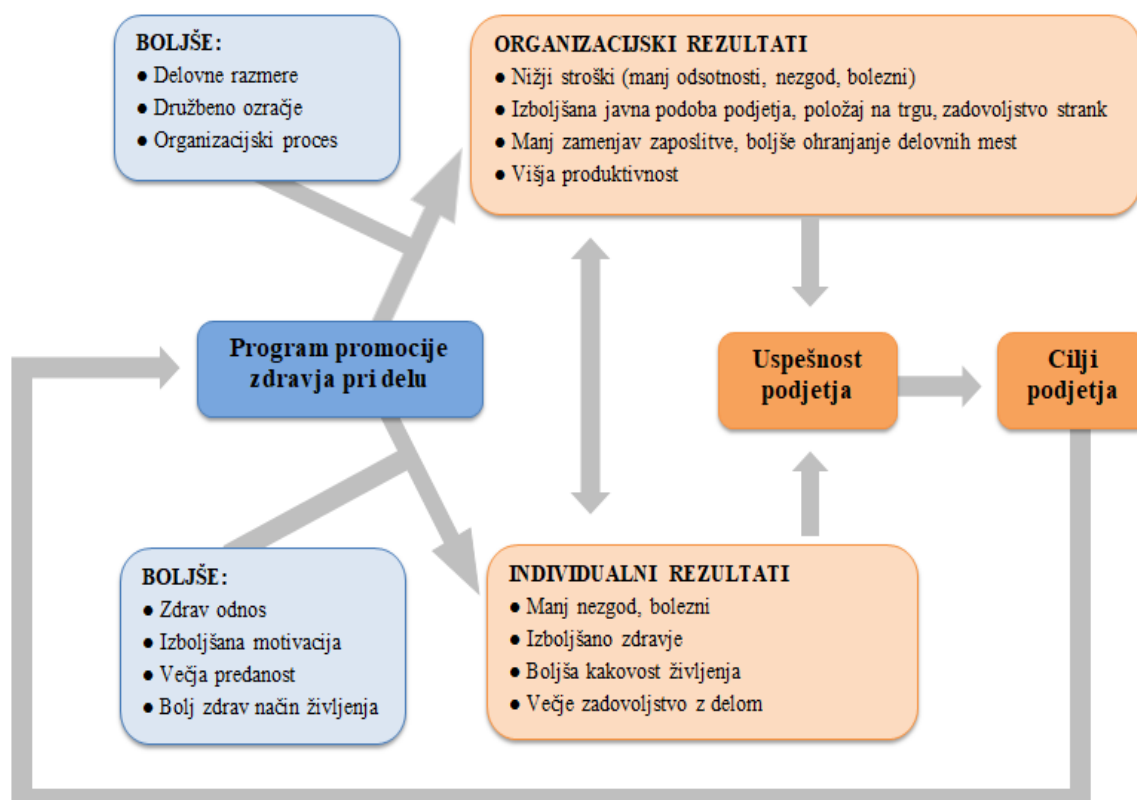 BOLJŠE:
● Delovne razmere
● Družbeno ozračje
● Organizacijski proces
ORGANIZACIJSKI REZULTATI
● Nižji stroški (manj odsotnosti, nezgod, bolezni)
● Izboljšana javna podoba podjetja, položaj na trgu, zadovoljstvo strank
● Manj zamenjav zaposlitve, boljše ohranjanje delovnih mest
● Višja produktivnost
Program promocije
zdravja pri delu
Uspešnost
podjetja
Cilji
podjetja
BOLJŠE:
● Zdrav odnos
● Izboljšana motivacija
● Večja predanost
● Bolj zdrav način življenja
INDIVIDUALNI REZULTATI
● Manj nezgod, bolezni
● Izboljšano zdravje
● Boljša kakovost življenja
● Večje zadovoljstvo z delom